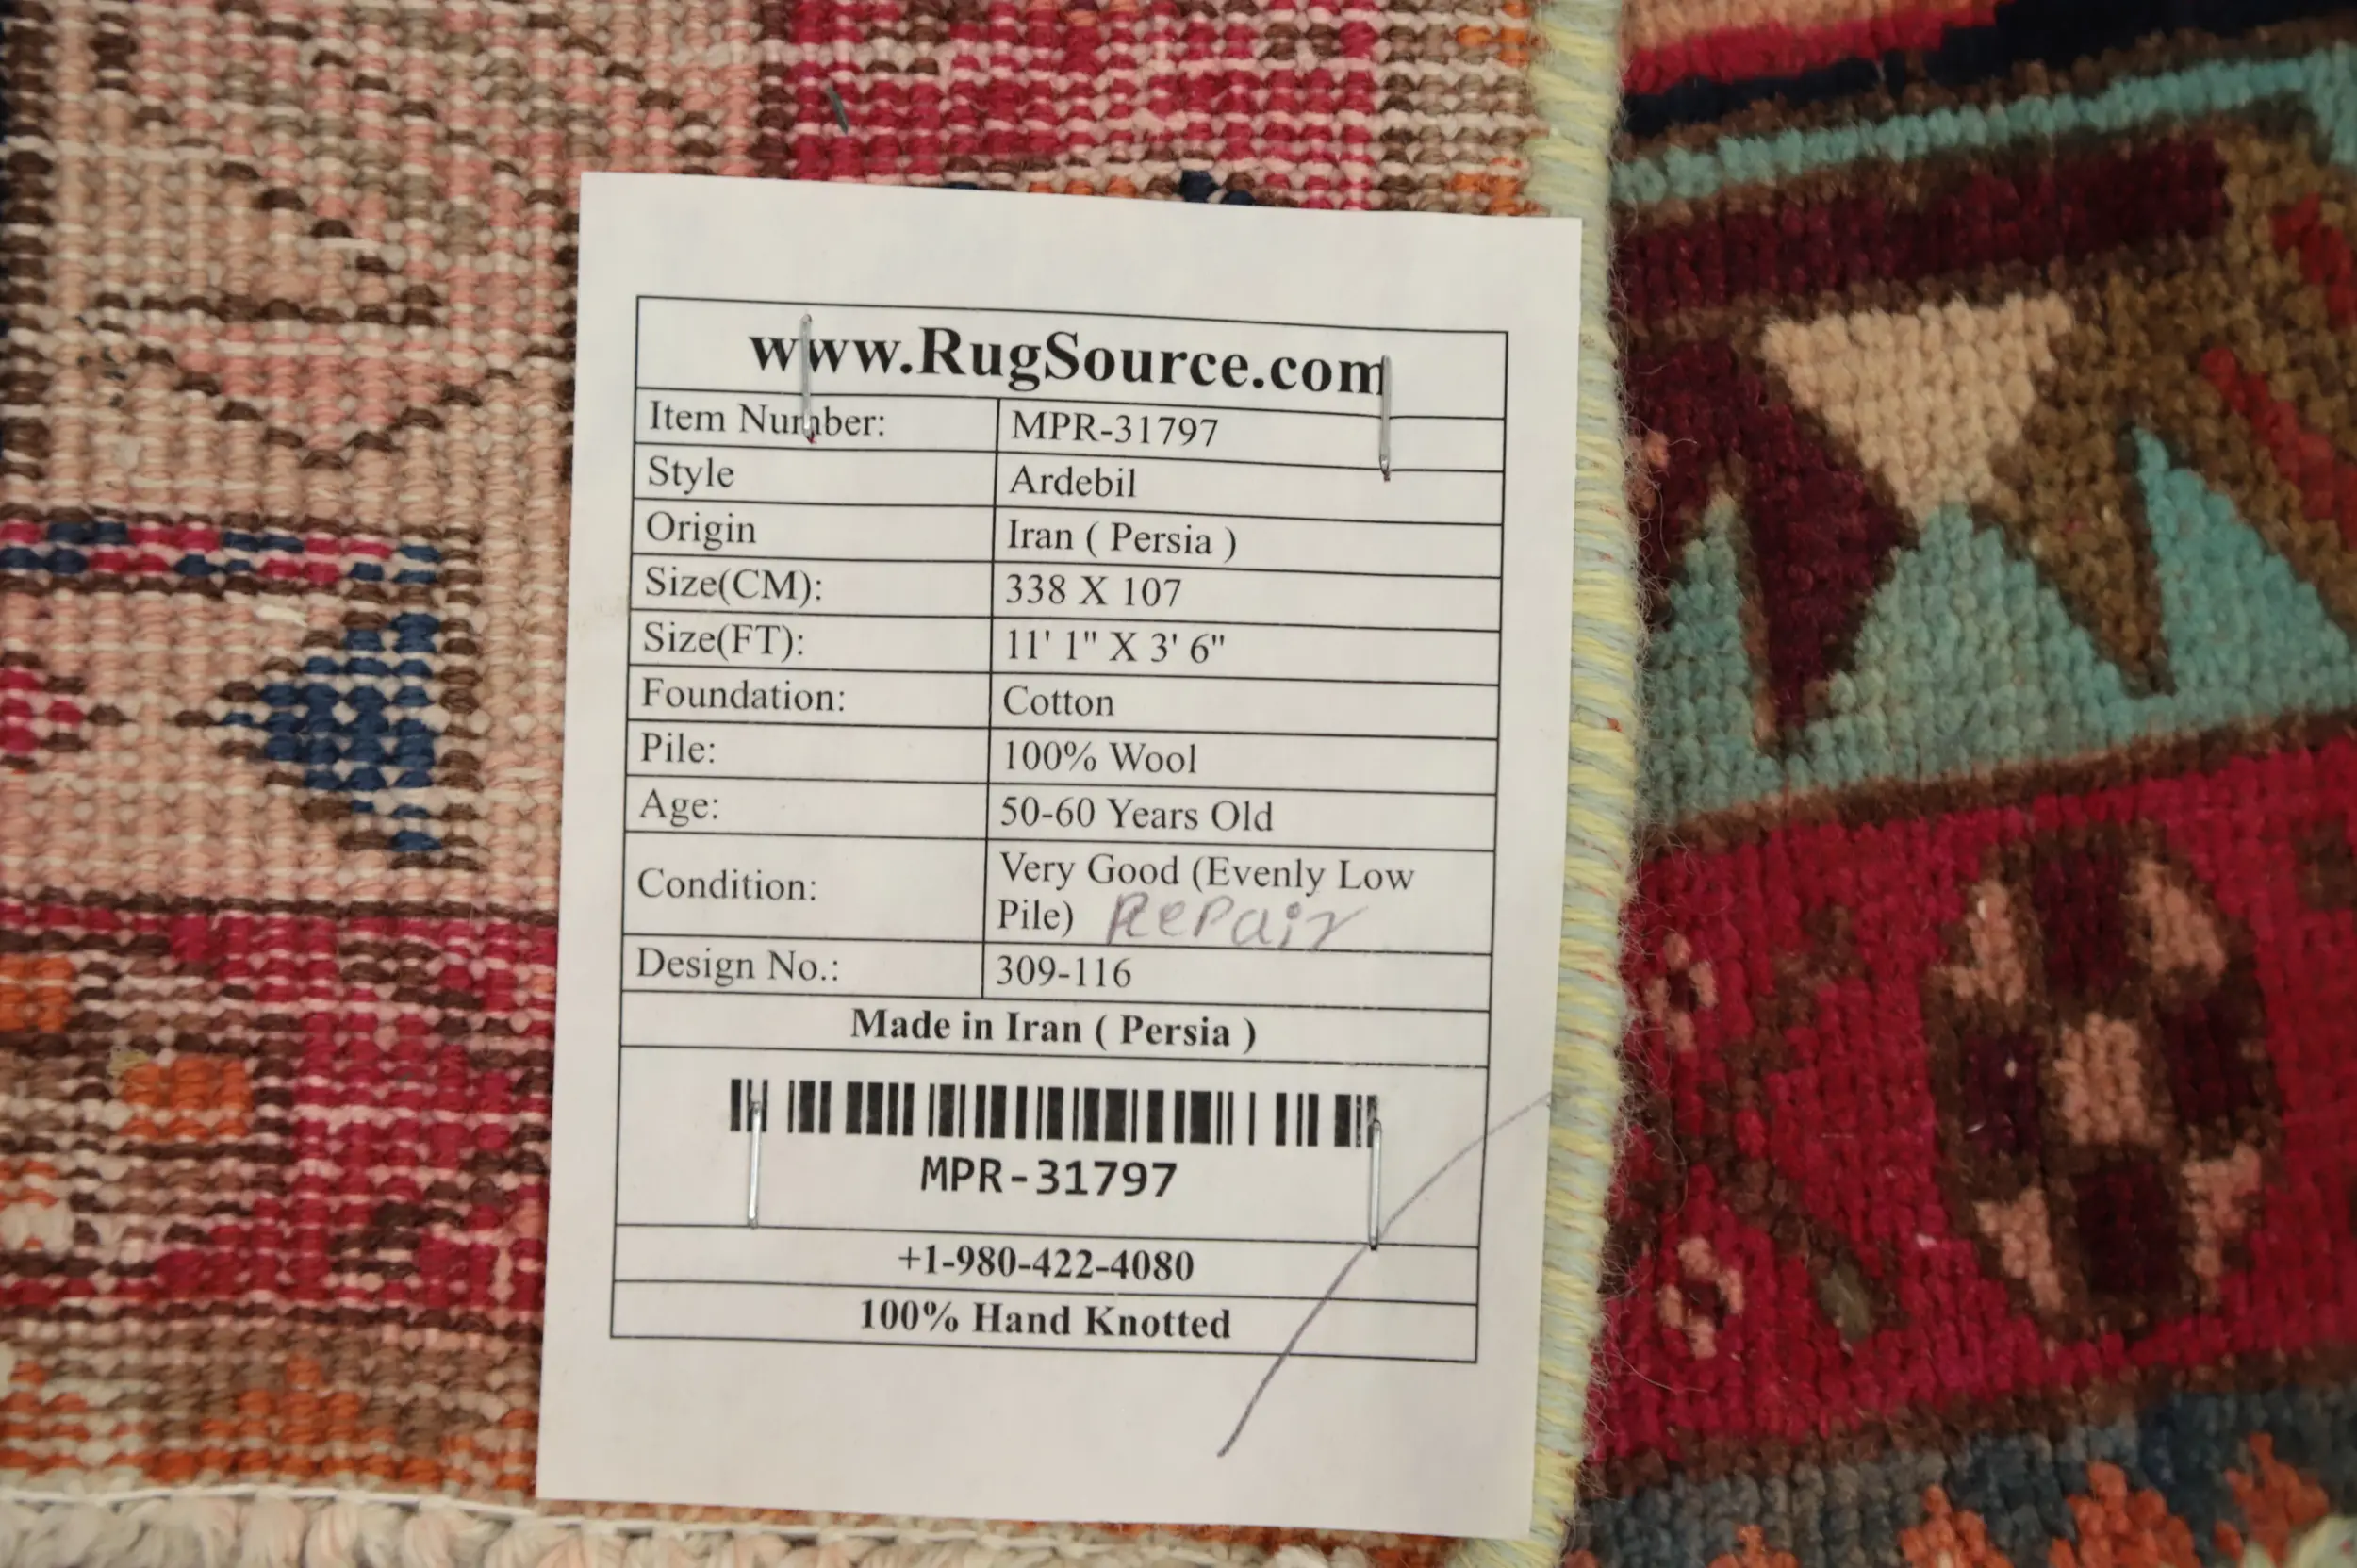 www.RugSource.com
Item Number: MPR-31797
Style Ardebil
Origin Iran ( Persia )
Size(CM): 338 X 107
Size(FT): 11' 1" X 3' 6"
Foundation: Cotton
Pile: 100% Wool
Age: 50-60 Years Old
Condition: Very Good (Evenly Low
Pile) Repair
Design No.: 309-116
Made in Iran ( Persia )
MPR-31797
+1-980-422-4080
100% Hand Knotted